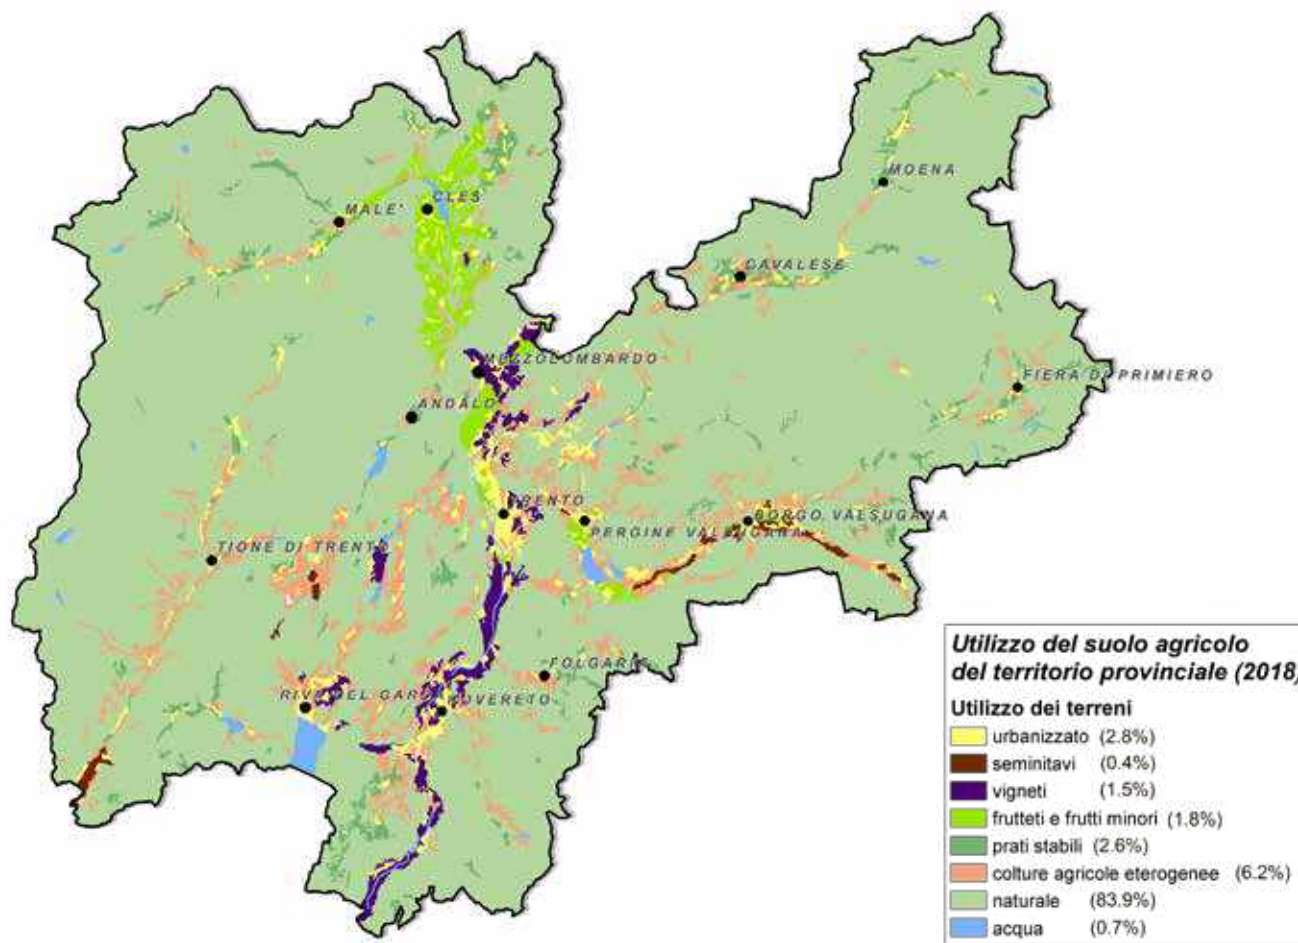 MOENA
CLES
MALE'
CAVALESE
MEZZOLOMBARDO
FIERA DI PRIMIERO
ANDALO
TRENTO
BORGO VALSUGANA
PERGINE VALSUGANA
TIONE DI TRENTO
FOLGARIA
RIVA DEL GARDA
ROVERETO
Utilizzo del suolo agricolo
del territorio provinciale (2018)
Utilizzo dei terreni
urbanizzato (2.8%)
seminitavi (0.4%)
vigneti (1.5%)
frutteti e frutti minori (1.8%)
prati stabili (2.6%)
colture agricole eterogenee (6.2%)
naturale (83.9%)
acqua (0.7%)